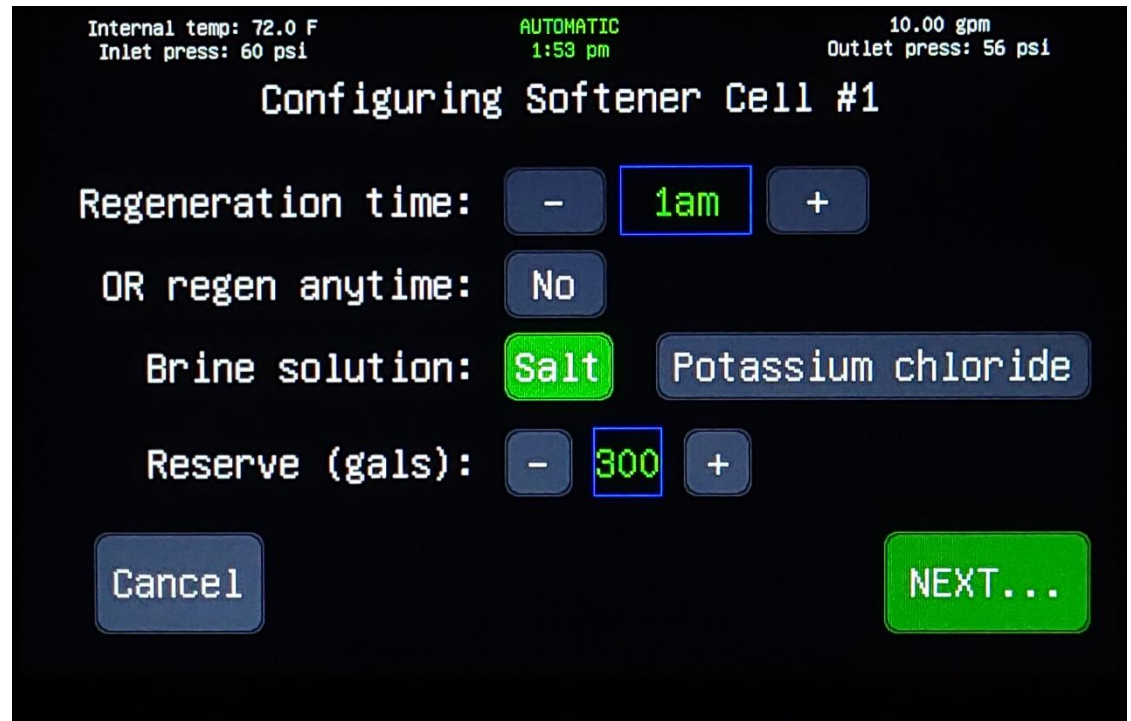 Internal temp: 72.0 F AUTOMATIC 10.00 gpm
Inlet press: 60 psi 1:53 pm Outlet press: 56 psi
Configuring Softener Cell #1
Regeneration time: - 1am +
OR regen anytime: No
Brine solution: Salt Potassium chloride
Reserve (gals): - 300 +
Cancel NEXT...